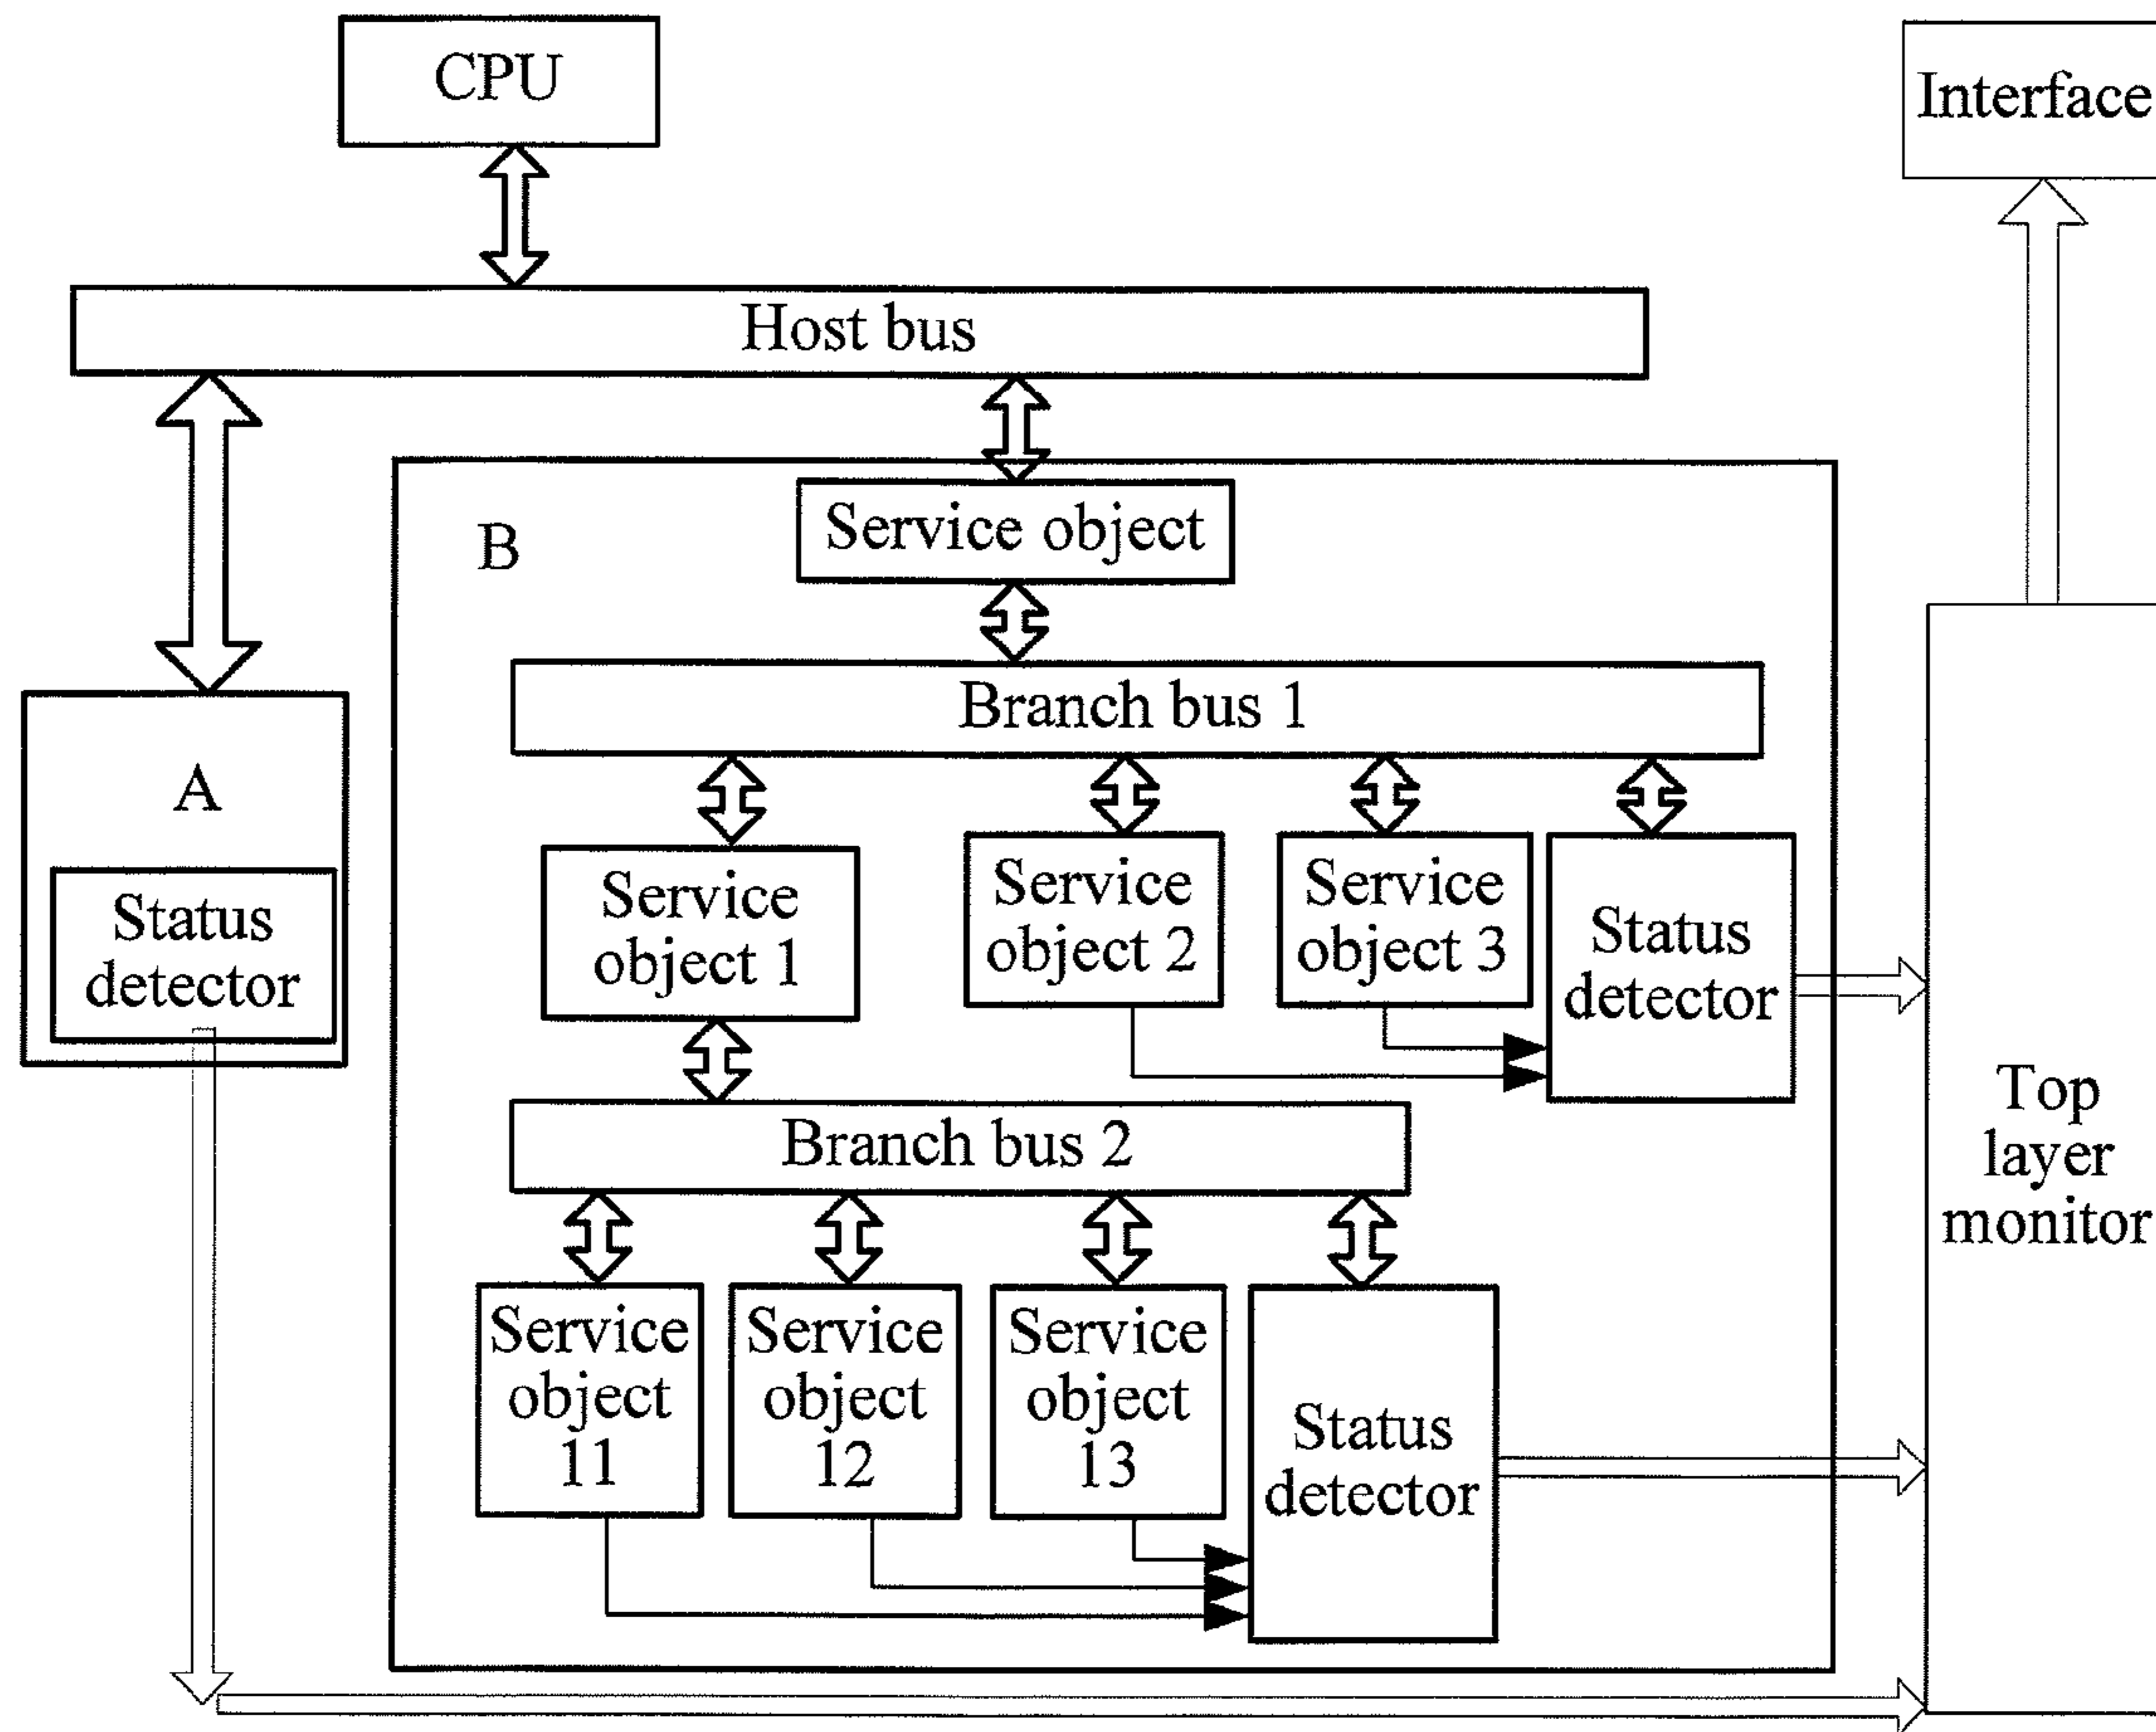 CPU
Interface
Host bus
Service object
B
Branch bus 1
A
Status
detector
Service
object 1
Service
object 2
Service
object 3
Status
detector
Branch bus 2
Top
layer
monitor
Service
object
11
Service
object
12
Service
object
13
Status
detector